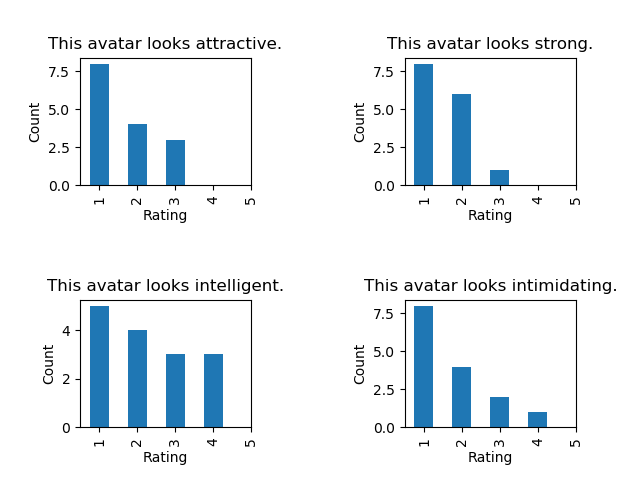 This avatar looks attractive.
7.5
5.0
2.5
0.0
Count
1 2 3 4 5
Rating
This avatar looks strong.
7.5
5.0
2.5
0.0
Count
1 2 3 4 5
Rating
This avatar looks intelligent.
4
2
0
Count
1 2 3 4 5
Rating
This avatar looks intimidating.
7.5
5.0
2.5
0.0
Count
1 2 3 4 5
Rating